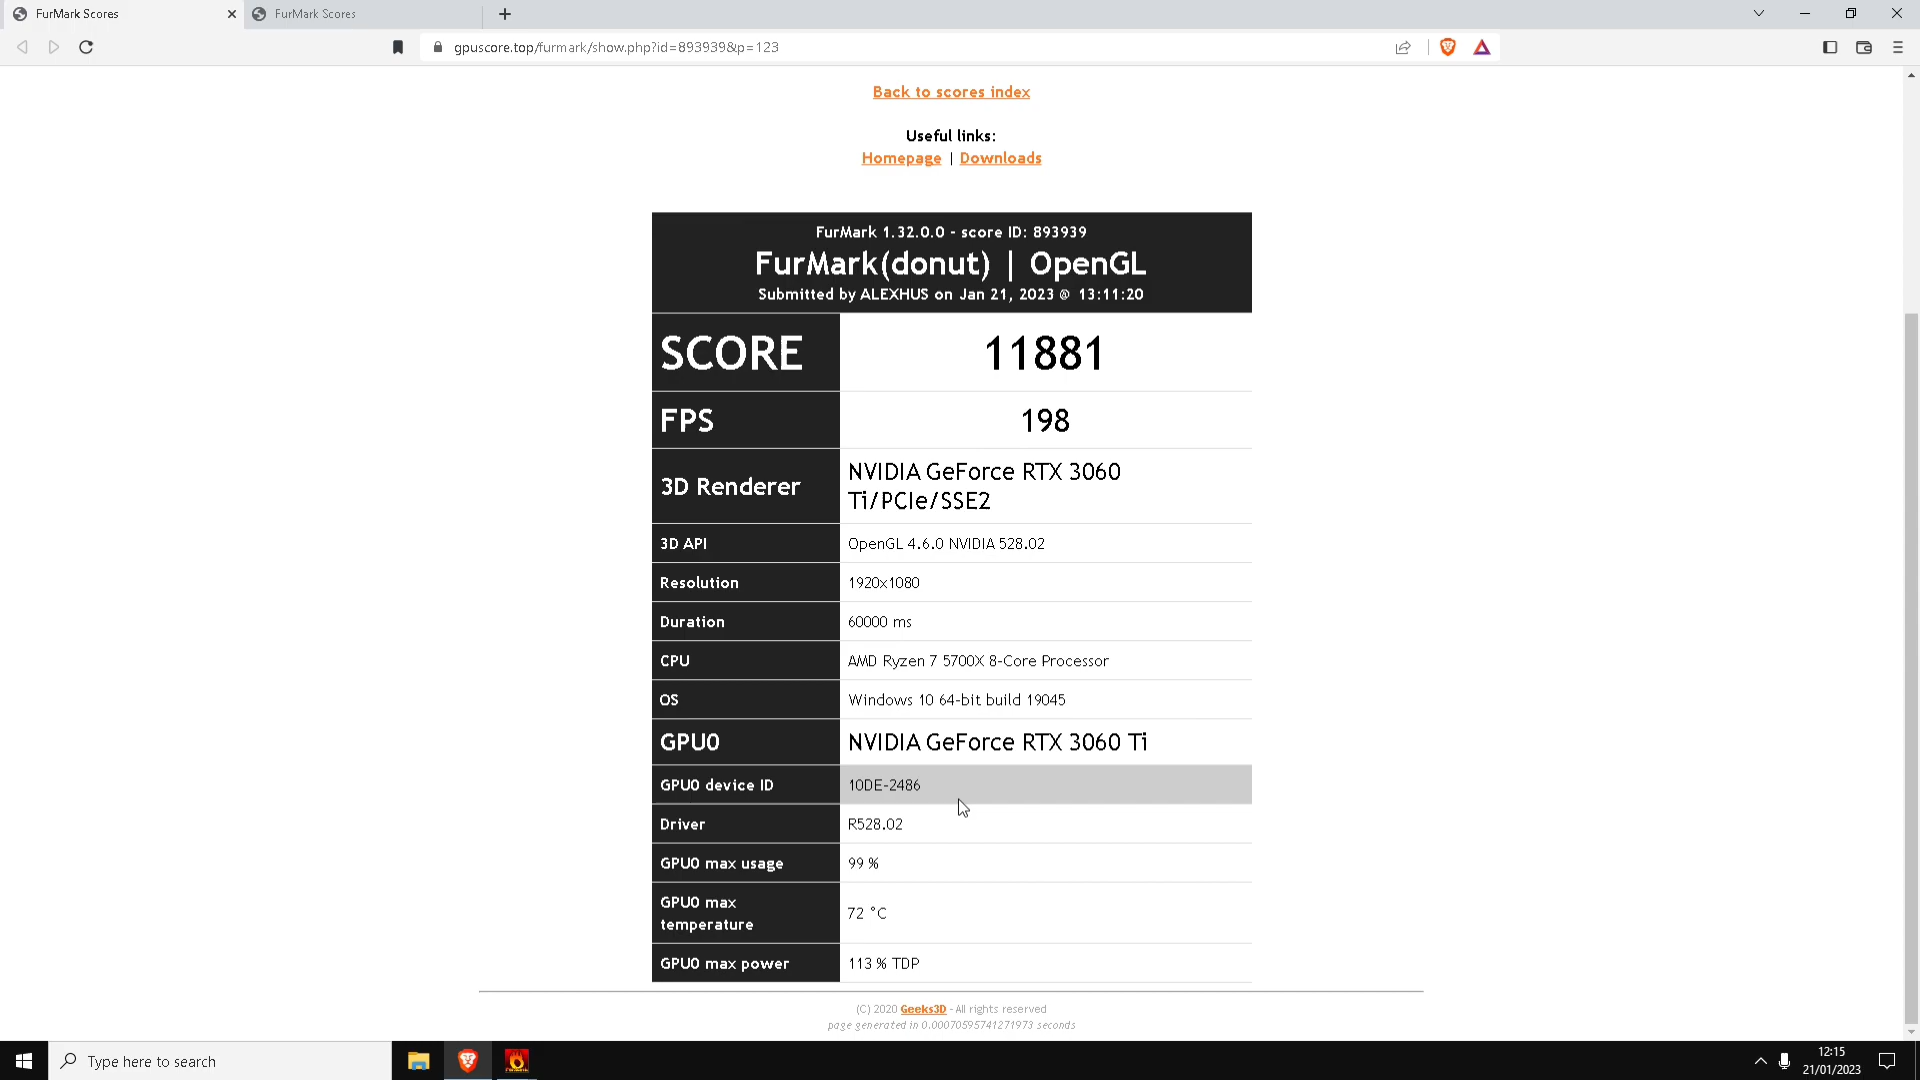 FurMark Scores
FurMark Scores
gpuscore.top/furmark/show.php?id=893939&p=123
Back to scores index
Useful links:
Homepage | Downloads
FurMark 1.32.0.0 - score ID: 893939
FurMark(donut) | OpenGL
Submitted by ALEXHUS on Jan 21, 2023 @ 13:11:20
SCORE 11881
FPS 198
3D Renderer NVIDIA GeForce RTX 3060
Ti/PCIe/SSE2
3D API OpenGL 4.6.0 NVIDIA 528.02
Resolution 1920x1080
Duration 60000 ms
CPU AMD Ryzen 7 5700X 8-Core Processor
OS Windows 10 64-bit build 19045
GPU0 NVIDIA GeForce RTX 3060 Ti
GPU0 device ID 10DE-2486
Driver R528.02
GPU0 max usage 99 %
GPU0 max
temperature 72 °C
GPU0 max power 113 % TDP
(C) 2020 Geeks3D - All rights reserved
page generated in 0.00070595741271973 seconds
Type here to search
12:15
21/01/2023